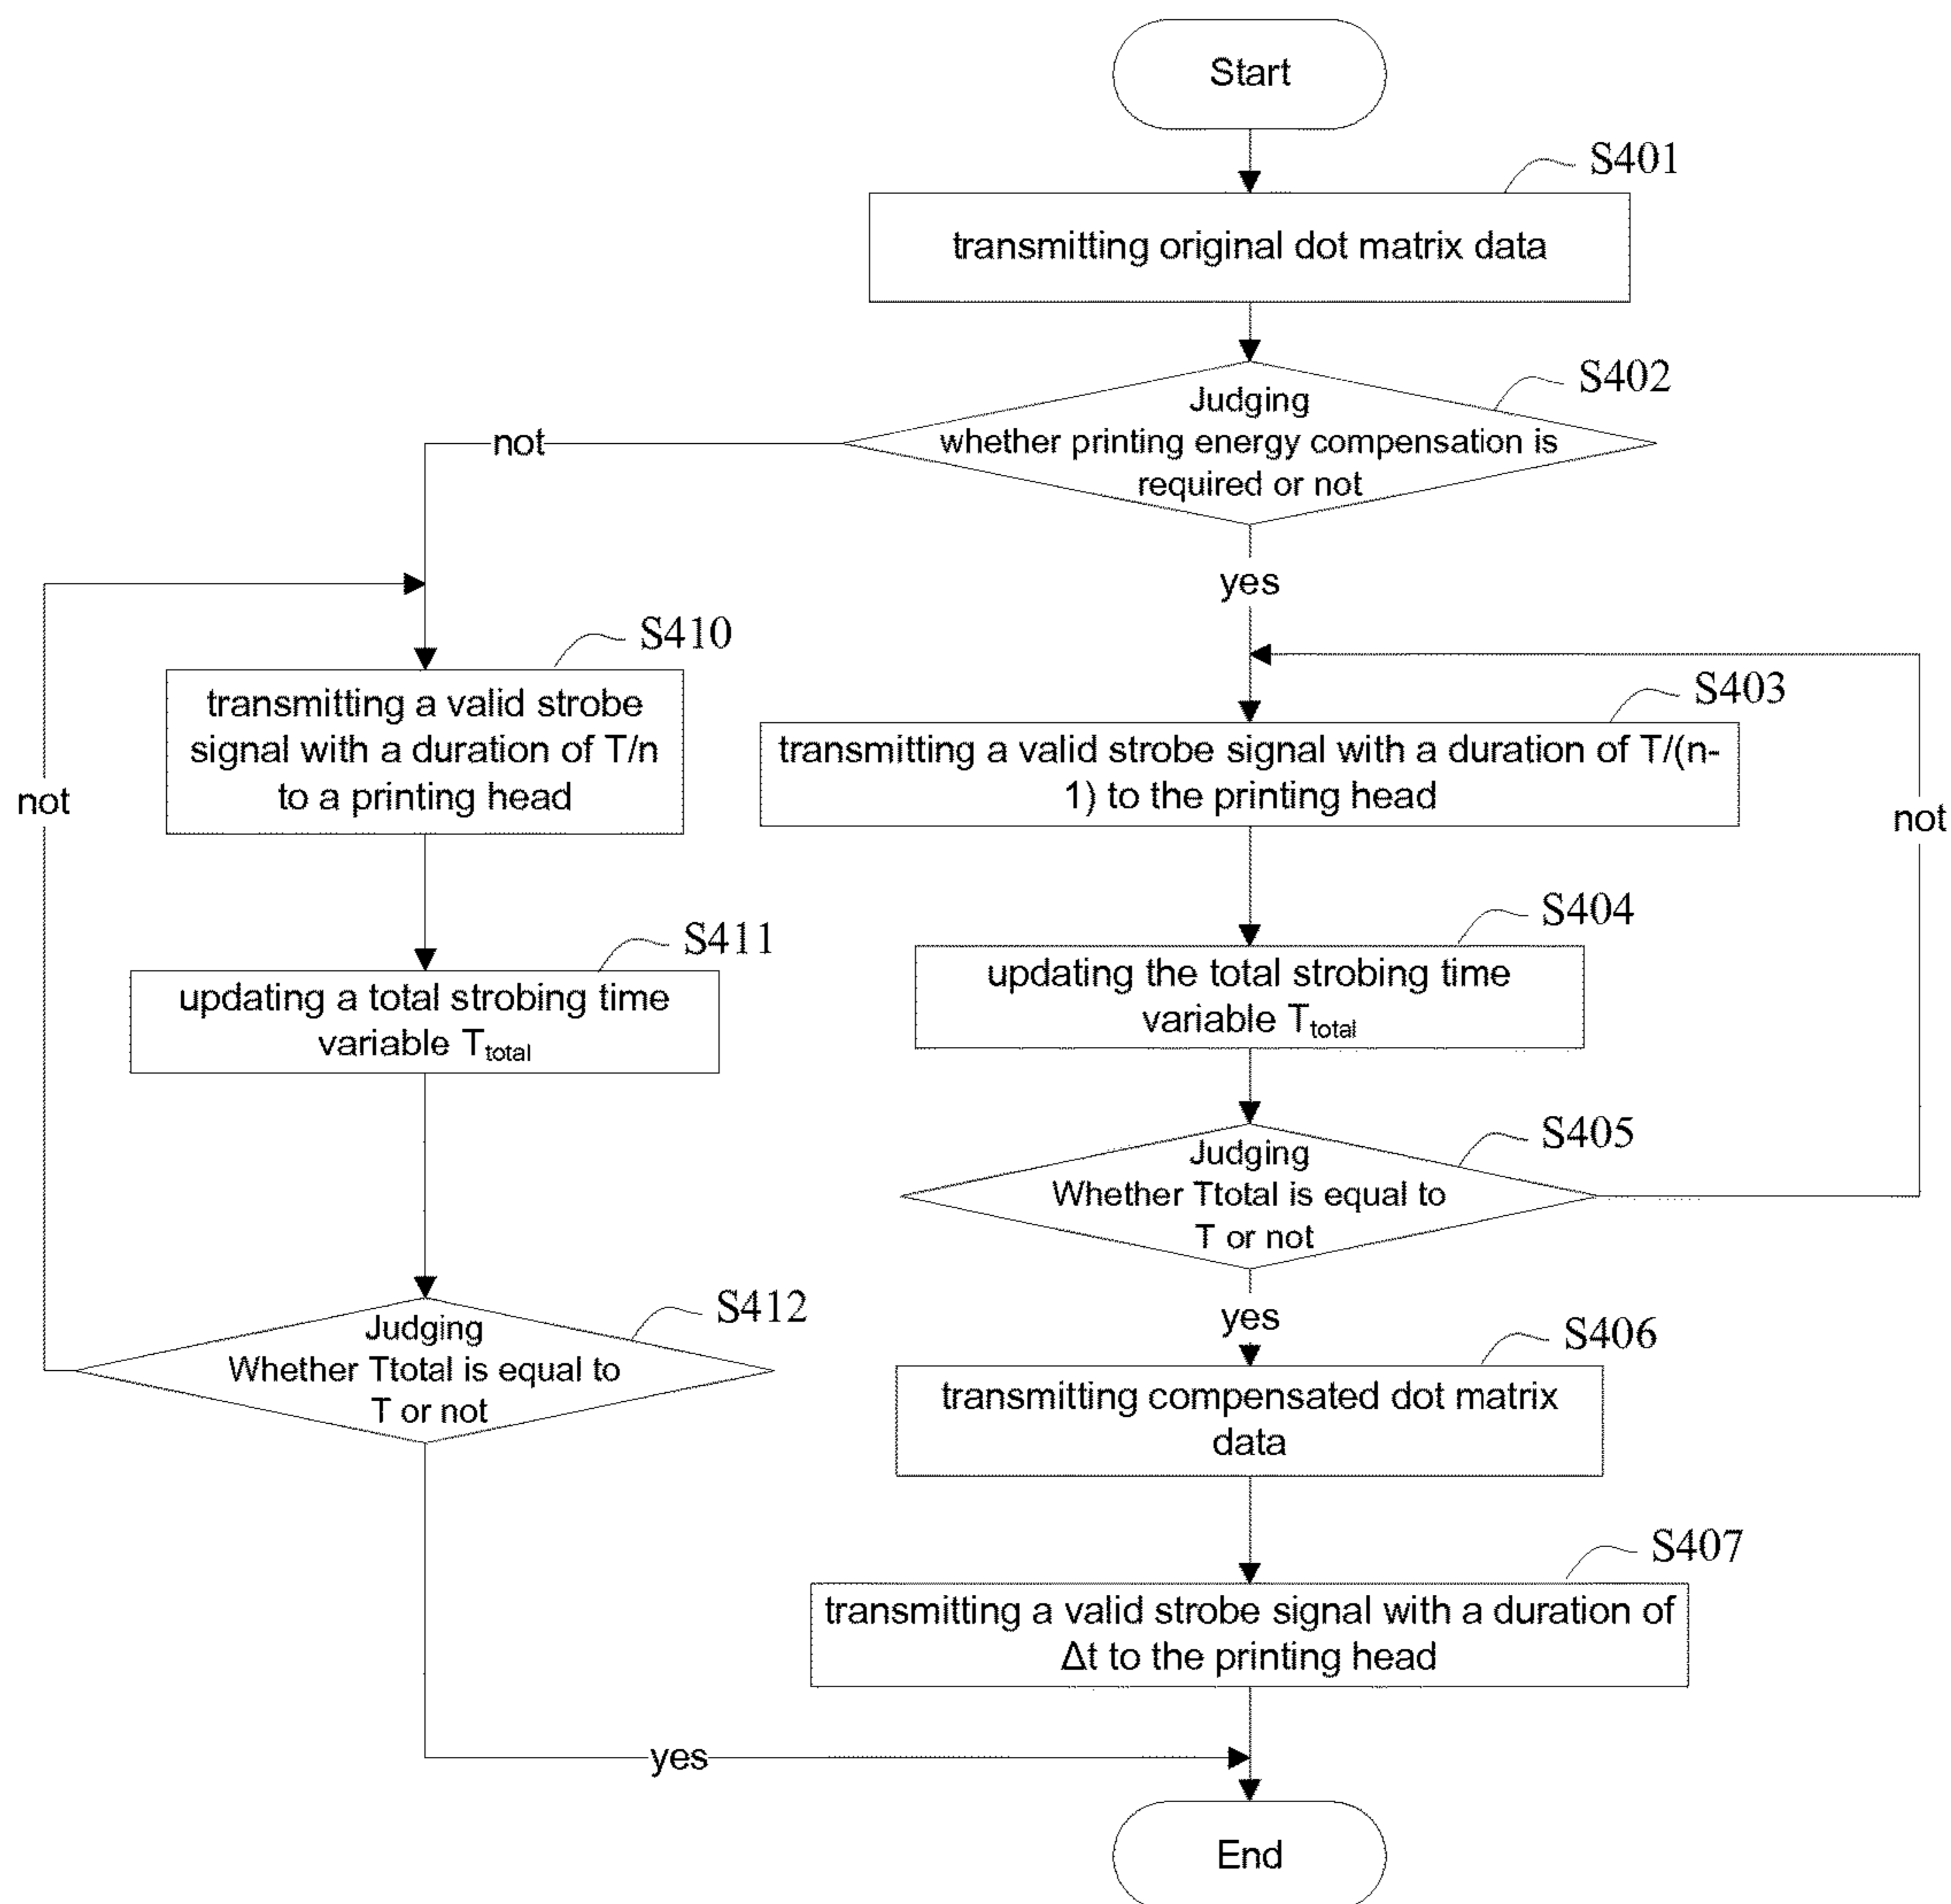 Start
S401
transmitting original dot matrix data
S402
Judging
whether printing energy compensation is
required or not
not
yes
S410
transmitting a valid strobe
signal with a duration of T/n
to a printing head
S403
transmitting a valid strobe signal with a duration of T/(n-
1) to the printing head
not
not
S411
updating a total strobing time
variable Ttotal
S404
updating the total strobing time
variable Ttotal
S405
Judging
Whether Ttotal is equal to
T or not
S412
Judging
Whether Ttotal is equal to
T or not
yes
S406
transmitting compensated dot matrix
data
S407
transmitting a valid strobe signal with a duration of
Δt to the printing head
yes
End